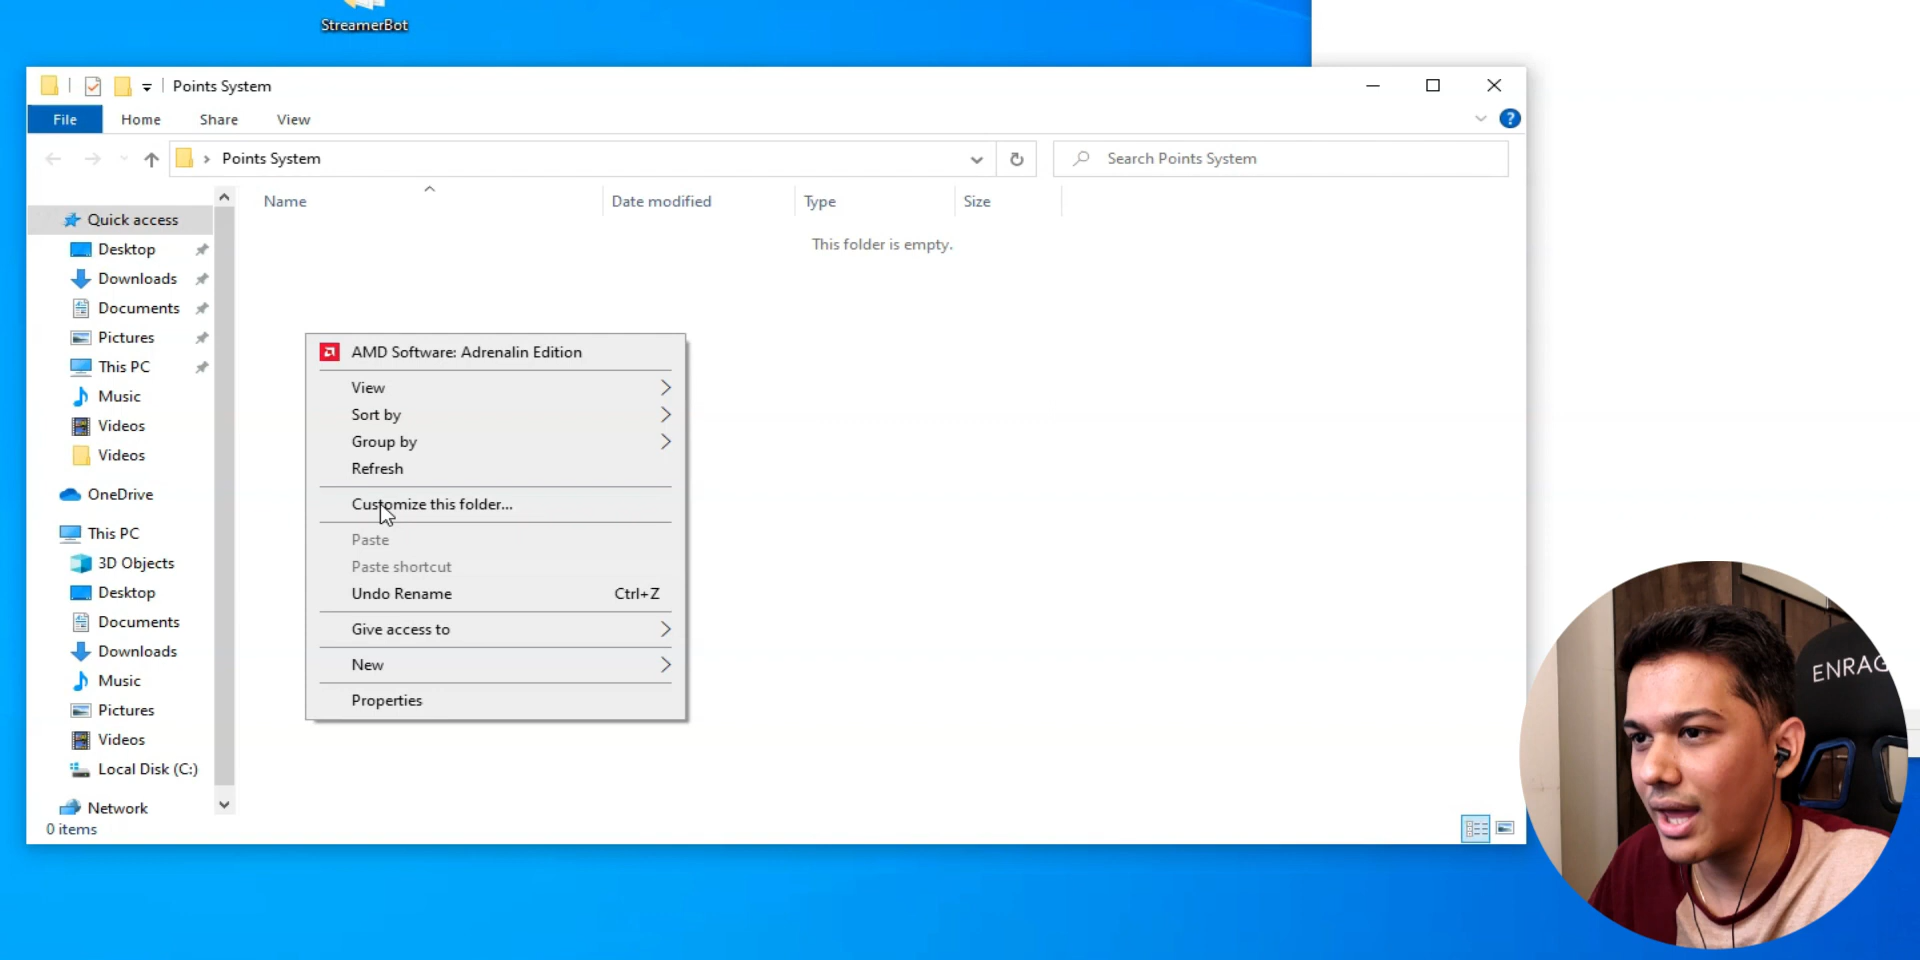 StreamerBot
Points System
File Home Share View
Points System
Search Points System
Name Date modified Type Size
This folder is empty.
Quick access
Desktop
Downloads
Documents
Pictures
This PC
Music
Videos
Videos
OneDrive
This PC
3D Objects
Desktop
Documents
Downloads
Music
Pictures
Videos
Local Disk (C:)
Network
0 items
AMD Software: Adrenalin Edition
View
Sort by
Group by
Refresh
Customize this folder...
Paste
Paste shortcut
Undo Rename Ctrl+Z
Give access to
New
Properties
ENRAG